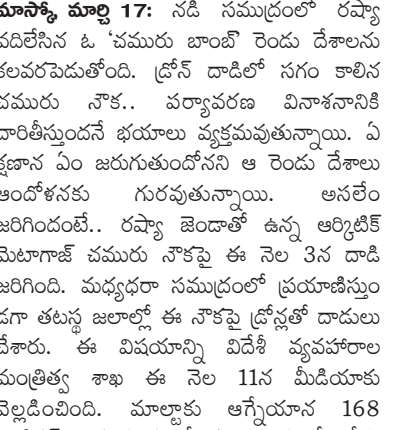 మాస్కో, మార్చి 17: నడి సముద్రంలో రష్యా
వదిలేసిన ఓ ‘చమురు బాంబ్’ రెండు దేశాలను
కలవరపెడుతోంది. డ్రోన్ దాడిలో సగం కాలిన
చమురు నౌక.. పర్యావరణ వినాశనానికి
దారితీస్తుందనే భయాలు వ్యక్తమవుతున్నాయి. ఏ
క్షణాన ఏం జరుగుతుందోనని ఆ రెండు దేశాలు
ఆందోళనకు గురవుతున్నాయి. అసలేం
జరిగిందంటే.. రష్యా జెండాతో ఉన్న ఆర్కిటిక్
మెటాగాజ్ చమురు నౌకపై ఈ నెల 3న దాడి
జరిగింది. మధ్యధరా సముద్రంలో ప్రయాణిస్తుం
డగా తటస్థ జలాల్లో ఈ నౌకపై డ్రోన్లతో దాడులు
చేశారు. ఈ విషయాన్ని విదేశీ వ్యవహారాల
మంత్రిత్వ శాఖ ఈ నెల 11న మీడియాకు
వెల్లడించింది. మాల్టాకు ఆగ్నేయాన 168